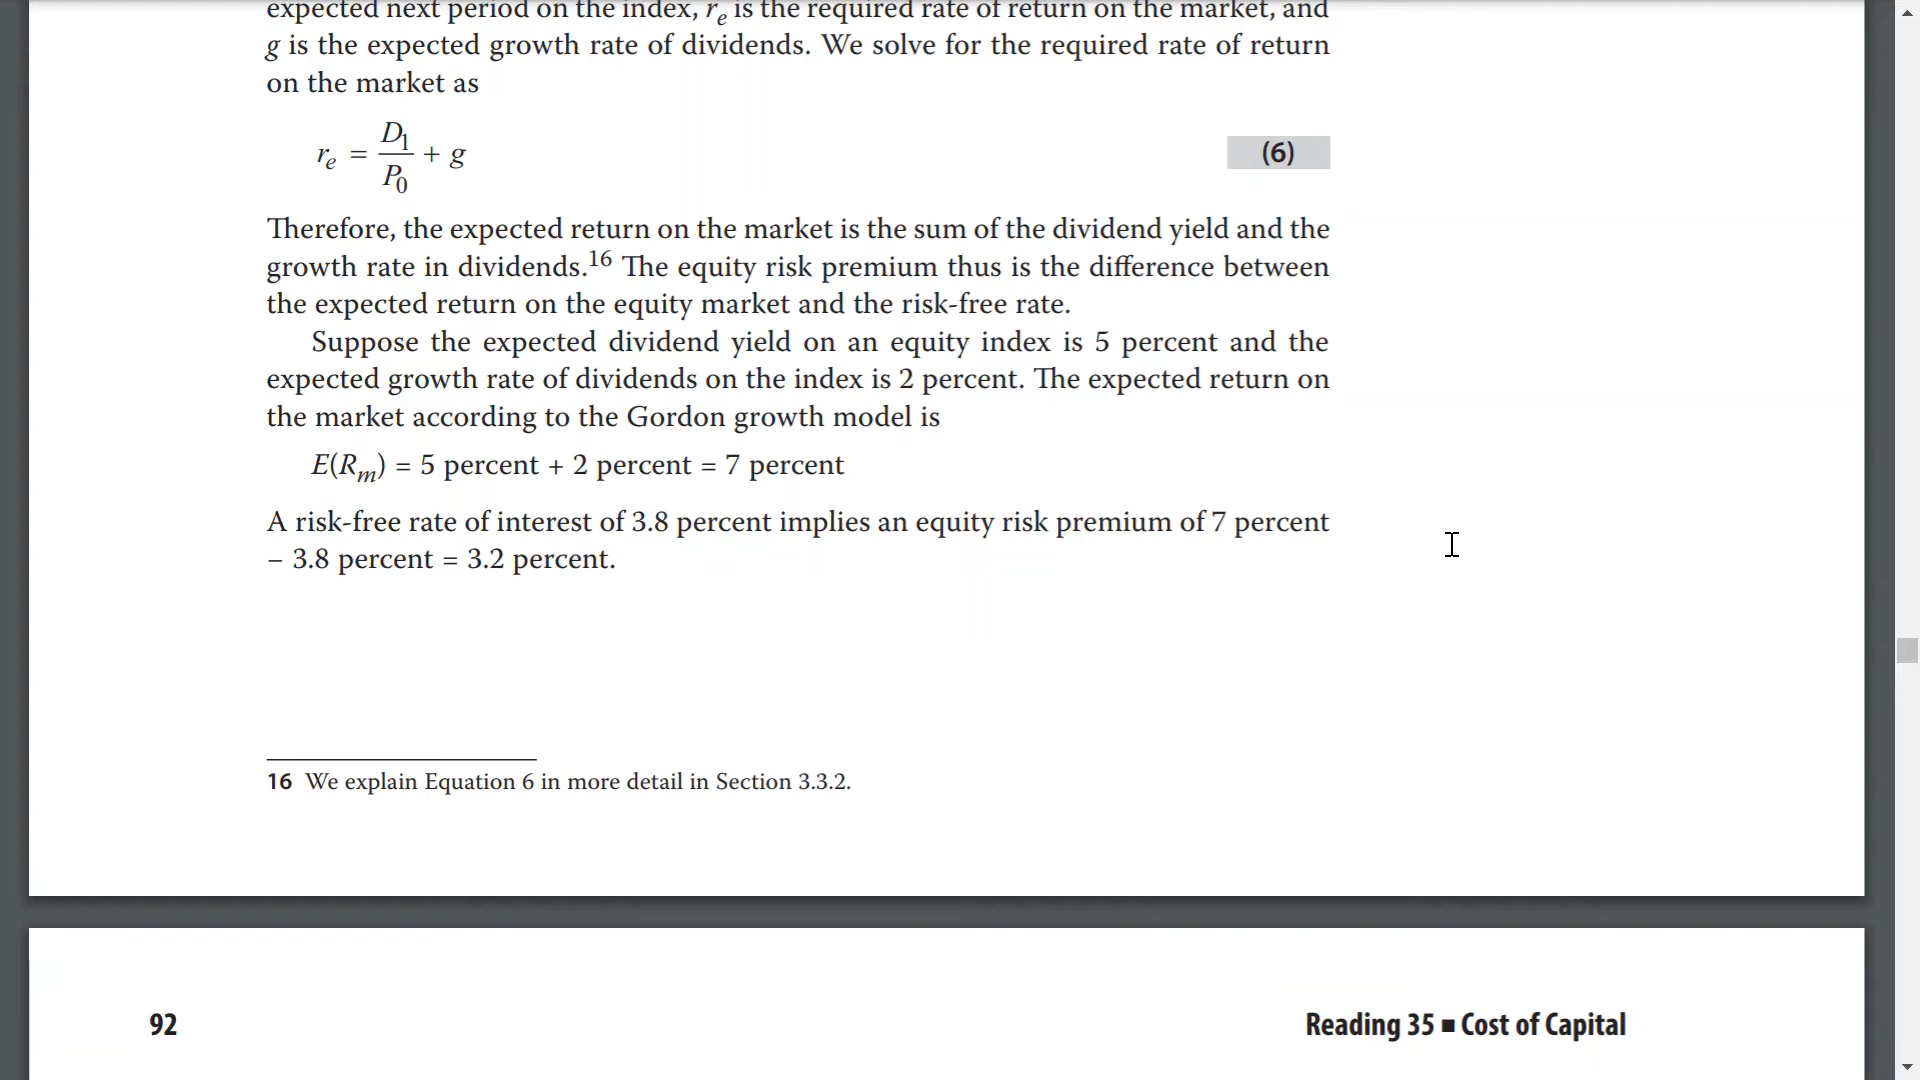 expected next period on the index, re is the required rate of return on the market, and
g is the expected growth rate of dividends. We solve for the required rate of return
on the market as
re = D1/P0 + g
(6)
Therefore, the expected return on the market is the sum of the dividend yield and the
growth rate in dividends.16 The equity risk premium thus is the difference between
the expected return on the equity market and the risk-free rate.
Suppose the expected dividend yield on an equity index is 5 percent and the
expected growth rate of dividends on the index is 2 percent. The expected return on
the market according to the Gordon growth model is
E(Rm) = 5 percent + 2 percent = 7 percent
A risk-free rate of interest of 3.8 percent implies an equity risk premium of 7 percent
– 3.8 percent = 3.2 percent.
16 We explain Equation 6 in more detail in Section 3.3.2.
92
Reading 35 ■ Cost of Capital